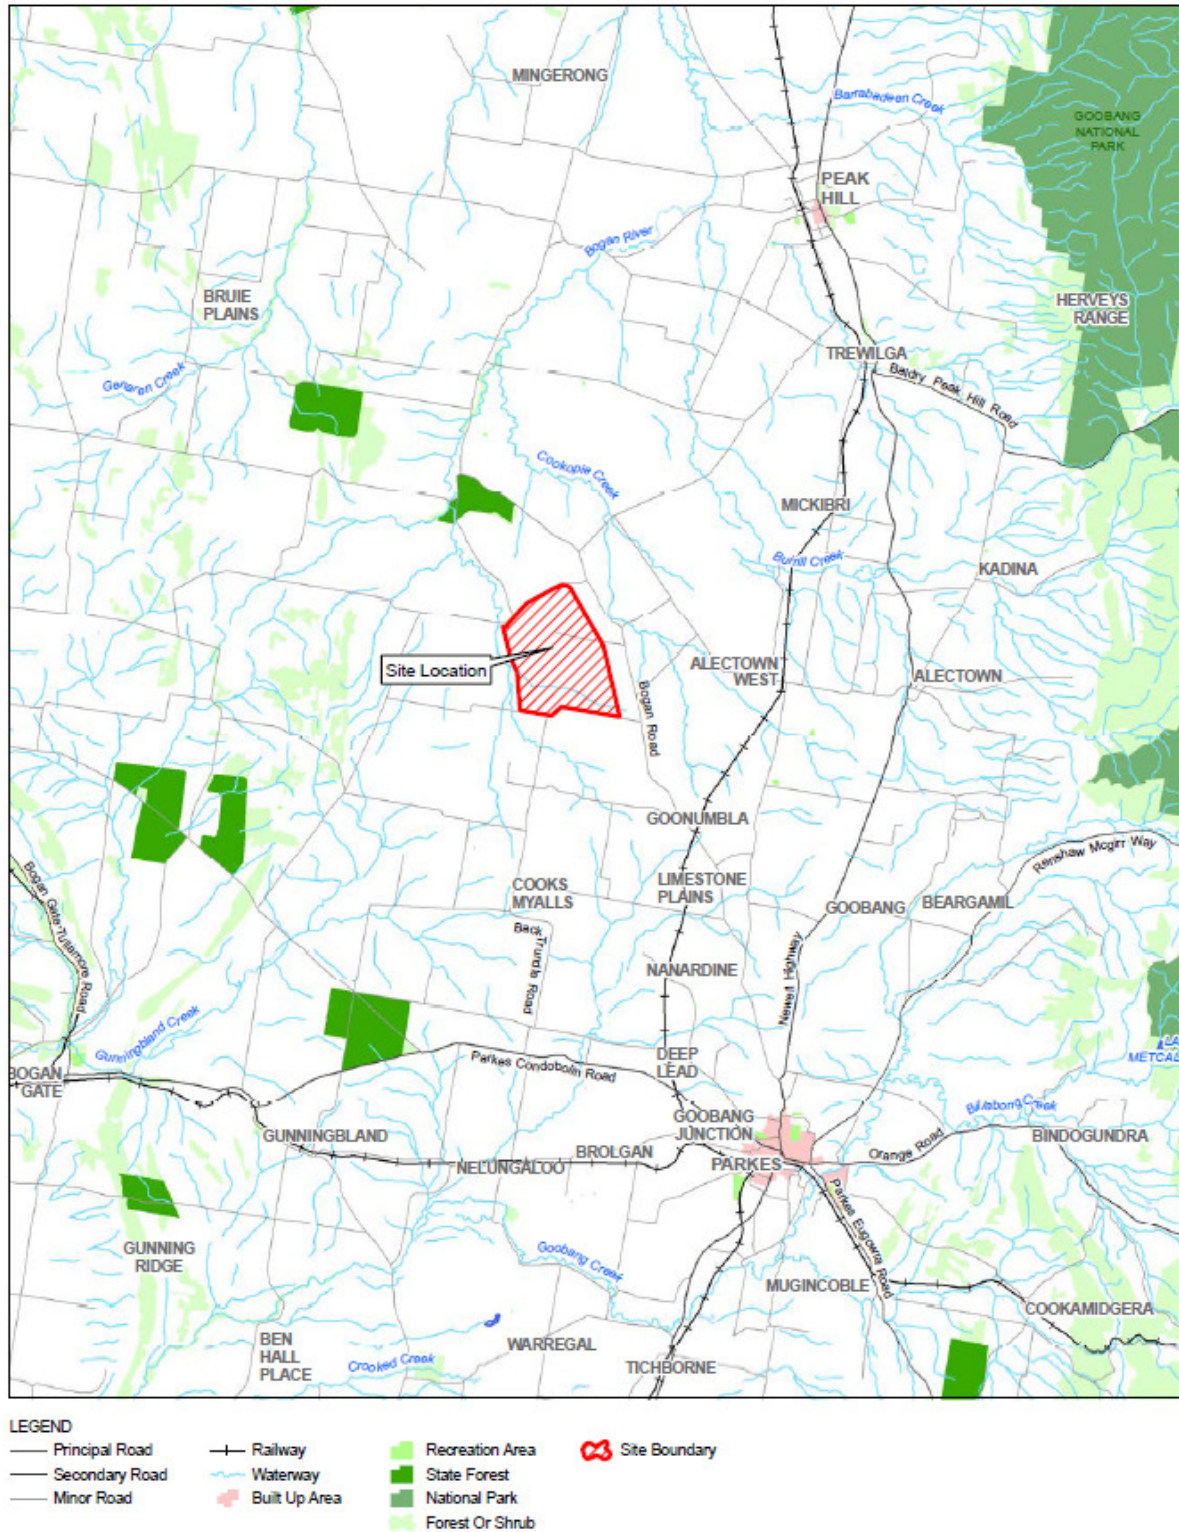 MINGERONG
Barrabadeen Creek
GOOBANG
NATIONAL
PARK
PEAK
HILL
Bogan River
BRUIE
PLAINS
HERVEYS
RANGE
TREWILGA
Genaren Creek
Baldry Peak Hill Road
Cookopie Creek
MICKIBRI
Burrill Creek
KADINA
Site Location
ALECTOWN
WEST
ALECTOWN
Bogan Road
GOONUMBLA
Renshaw Mcgirr Way
Bogan Gate-Tullamore Road
COOKS
MYALLS
LIMESTONE
PLAINS
GOOBANG
BEARGAMIL
Back
Trundle Road
NANARDINE
Newell Highway
Gunningbland Creek
LA
METCAL
BOGAN
GATE
Parkes Condobolin Road
DEEP
LEAD
Billabong Creek
GOOBANG
JUNCTION
GUNNINGBLAND
BROLGAN
NELUNGALOO
PARKES
Orange Road
BINDOGUNDRA
Parkes Eugowra Road
GUNNING
RIDGE
Goobang Creek
MUGINCOBLE
COOKAMIDGERA
BEN
HALL
PLACE
WARREGAL
Crooked Creek
TICHBORNE
LEGEND
Principal Road
Secondary Road
Minor Road
Railway
Waterway
Built Up Area
Recreation Area
State Forest
National Park
Forest Or Shrub
Site Boundary